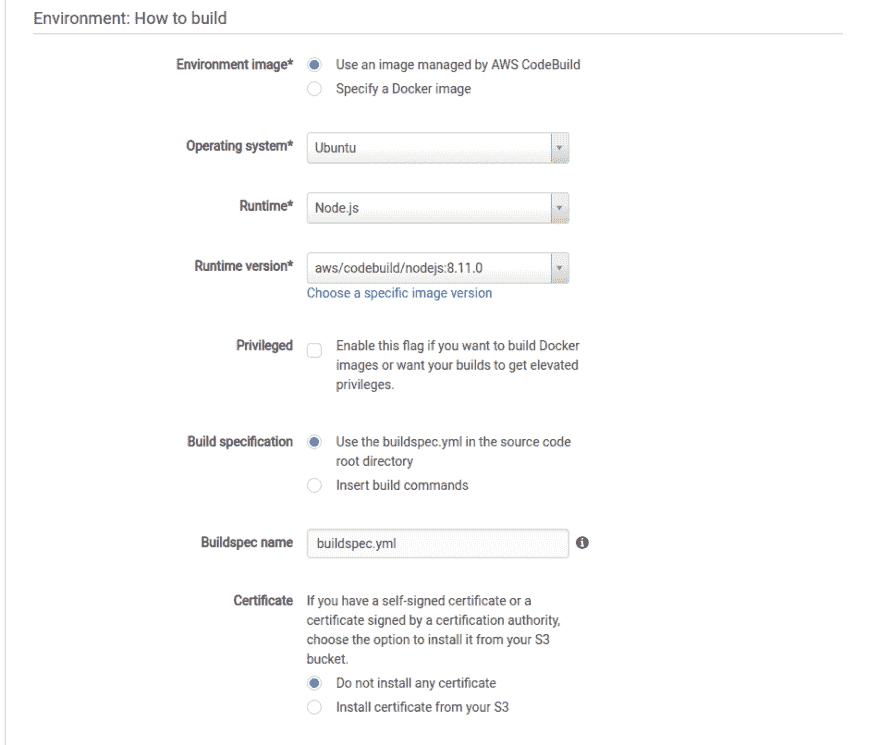 Environment: How to build
Environment image* Use an image managed by AWS CodeBuild
Specify a Docker image
Operating system* Ubuntu
Runtime* Node.js
Runtime version* aws/codebuild/nodejs:8.11.0
Choose a specific image version
Privileged Enable this flag if you want to build Docker
images or want your builds to get elevated
privileges.
Build specification Use the buildspec.yml in the source code
root directory
Insert build commands
Buildspec name buildspec.yml
Certificate If you have a self-signed certificate or a
certificate signed by a certification authority,
choose the option to install it from your S3
bucket.
Do not install any certificate
Install certificate from your S3